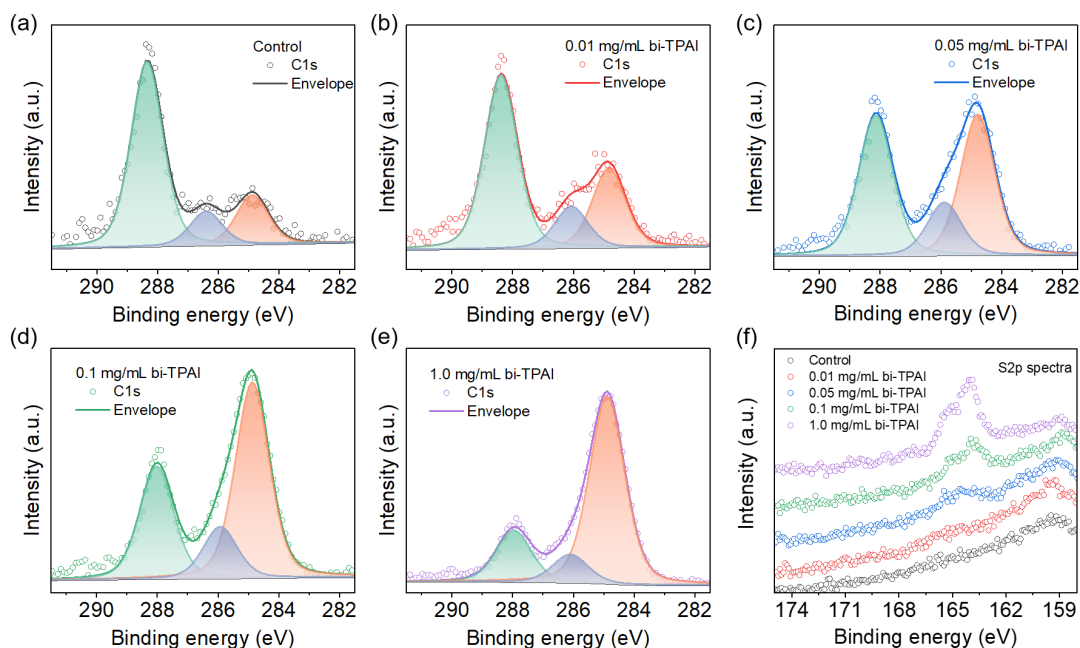 (a)
Control
C1s
Envelope
Intensity (a.u.)
290 288 286 284 282
Binding energy (eV)
(b)
0.01 mg/mL bi-TPAI
C1s
Envelope
Intensity (a.u.)
290 288 286 284 282
Binding energy (eV)
(c)
0.05 mg/mL bi-TPAI
C1s
Envelope
Intensity (a.u.)
290 288 286 284 282
Binding energy (eV)
(d)
0.1 mg/mL bi-TPAI
C1s
Envelope
Intensity (a.u.)
290 288 286 284 282
Binding energy (eV)
(e)
1.0 mg/mL bi-TPAI
C1s
Envelope
Intensity (a.u.)
290 288 286 284 282
Binding energy (eV)
(f)
Control
0.01 mg/mL bi-TPAI
0.05 mg/mL bi-TPAI
0.1 mg/mL bi-TPAI
1.0 mg/mL bi-TPAI
S2p spectra
Intensity (a.u.)
174 171 168 165 162 159
Binding energy (eV)